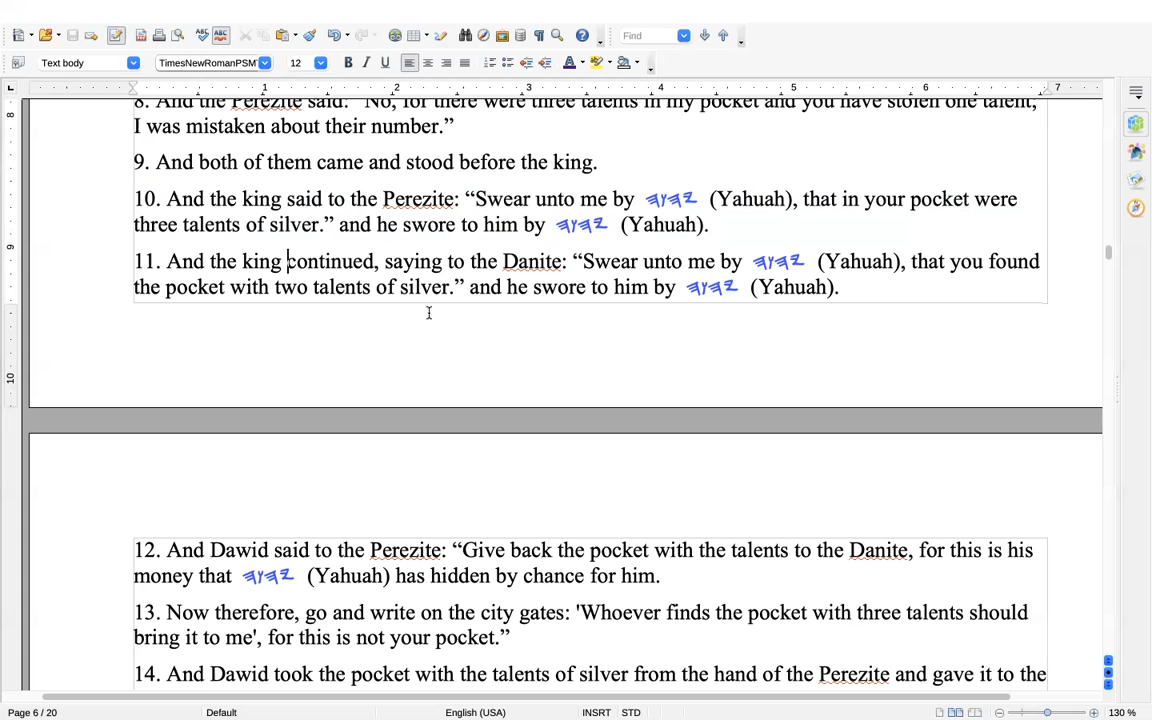 Text body TimesNewRomanPSM 12 Find
1 2 3 4 5 6 7
8. And the Perezite said: “No, for there were three talents in my pocket and you have stolen one talent,
I was mistaken about their number.”
9. And both of them came and stood before the king.
10. And the king said to the Perezite: “Swear unto me by 𐤉𐤄𐤅𐤄 (Yahuah), that in your pocket were
three talents of silver.” and he swore to him by 𐤉𐤄𐤅𐤄 (Yahuah).
11. And the king continued, saying to the Danite: “Swear unto me by 𐤉𐤄𐤅𐤄 (Yahuah), that you found
the pocket with two talents of silver.” and he swore to him by 𐤉𐤄𐤅𐤄 (Yahuah).
12. And Dawid said to the Perezite: “Give back the pocket with the talents to the Danite, for this is his
money that 𐤉𐤄𐤅𐤄 (Yahuah) has hidden by chance for him.
13. Now therefore, go and write on the city gates: 'Whoever finds the pocket with three talents should
bring it to me', for this is not your pocket.”
14. And Dawid took the pocket with the talents of silver from the hand of the Perezite and gave it to the
Page 6 / 20 Default English (USA) INSRT STD 130 %